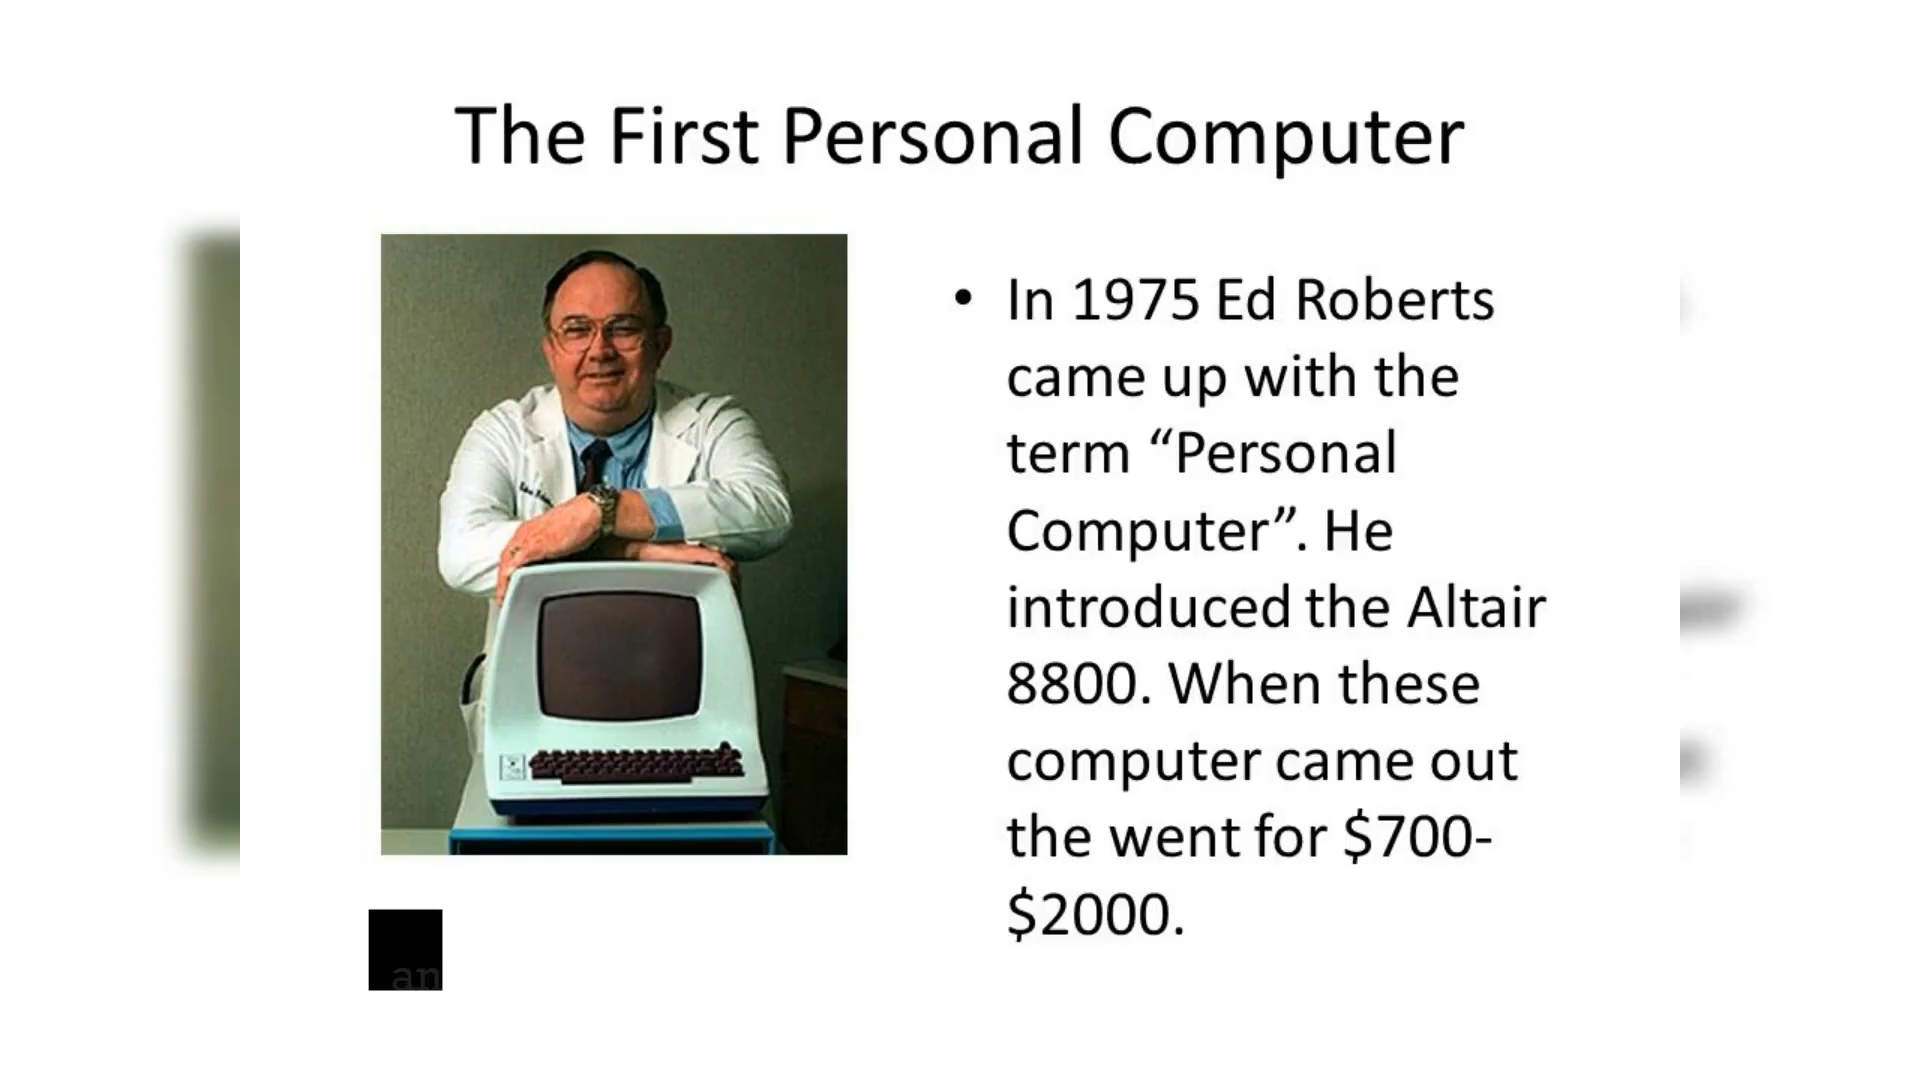 The First Personal Computer
• In 1975 Ed Roberts
came up with the
term “Personal
Computer”. He
introduced the Altair
8800. When these
computer came out
the went for $700-
$2000.
an